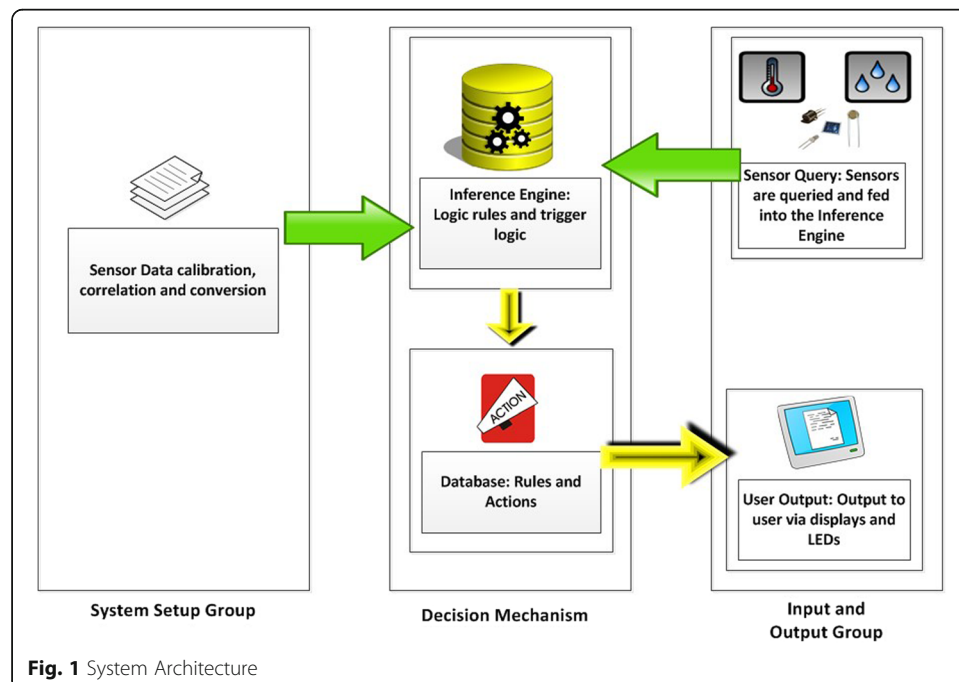 Sensor Data calibration,
correlation and conversion
System Setup Group
Inference Engine:
Logic rules and trigger
logic
ACTION
Database: Rules and
Actions
Decision Mechanism
Sensor Query: Sensors
are queried and fed
into the Inference
Engine
User Output: Output to
user via displays and
LEDs
Input and
Output Group
Fig. 1 System Architecture